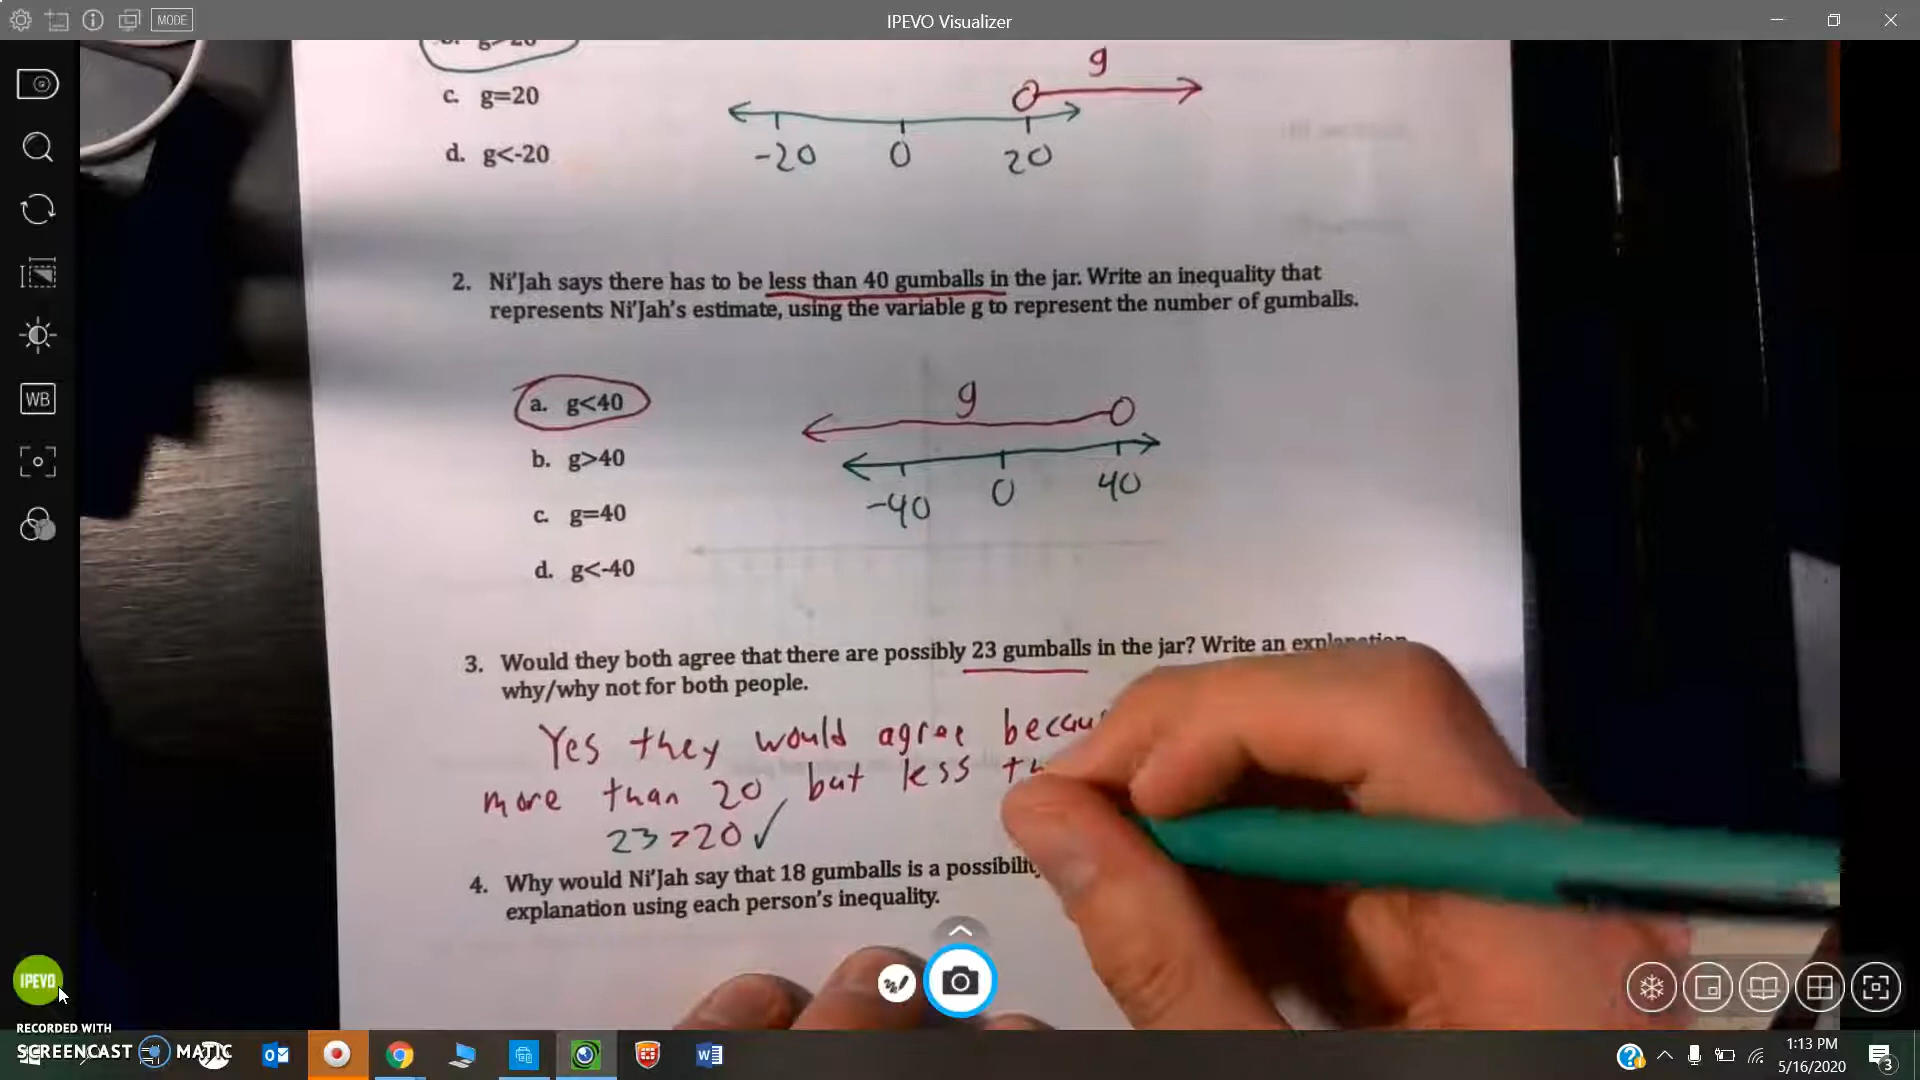 MODE
IPEVO Visualizer
c. g=20
d. g<-20
g
-20 0 20
2. Ni'Jah says there has to be less than 40 gumballs in the jar. Write an inequality that
represents Ni'Jah's estimate, using the variable g to represent the number of gumballs.
a. g<40
b. g>40
c. g=40
d. g<-40
g
-40 0 40
3. Would they both agree that there are possibly 23 gumballs in the jar? Write an explanation
why/why not for both people.
Yes they would agree
more than 20, but less
23>20✓
4. Why would Ni'Jah say that 18 gumballs is a
explanation using each person's inequality.
WB
IPEVO
RECORDED WITH
SCREENCAST MATIC
1:13 PM
5/16/2020
3